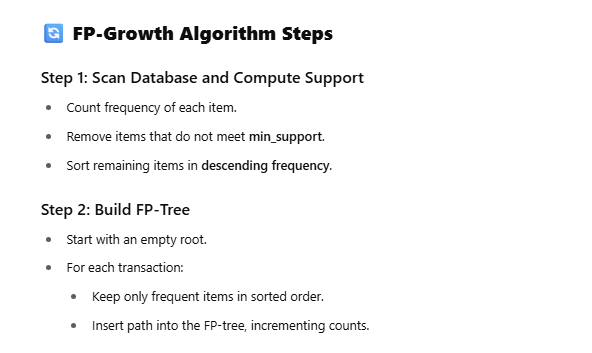 🔄 FP-Growth Algorithm Steps
Step 1: Scan Database and Compute Support
• Count frequency of each item.
• Remove items that do not meet min_support.
• Sort remaining items in descending frequency.
Step 2: Build FP-Tree
• Start with an empty root.
• For each transaction:
• Keep only frequent items in sorted order.
• Insert path into the FP-tree, incrementing counts.